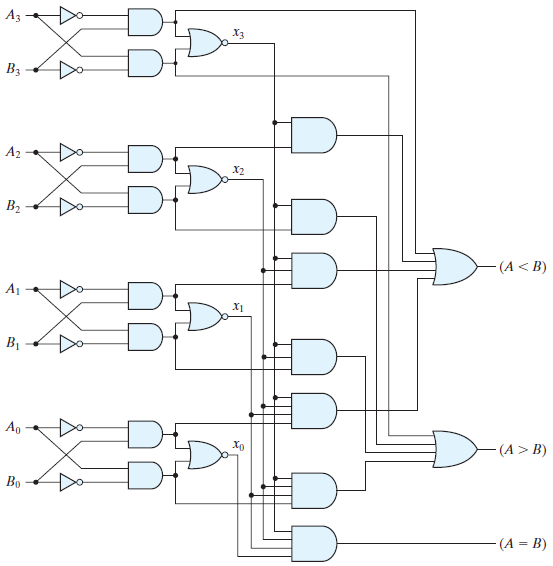 A3
x3
B3
A2
x2
B2
(A < B)
A1
x1
B1
A0
x0
(A > B)
B0
(A = B)